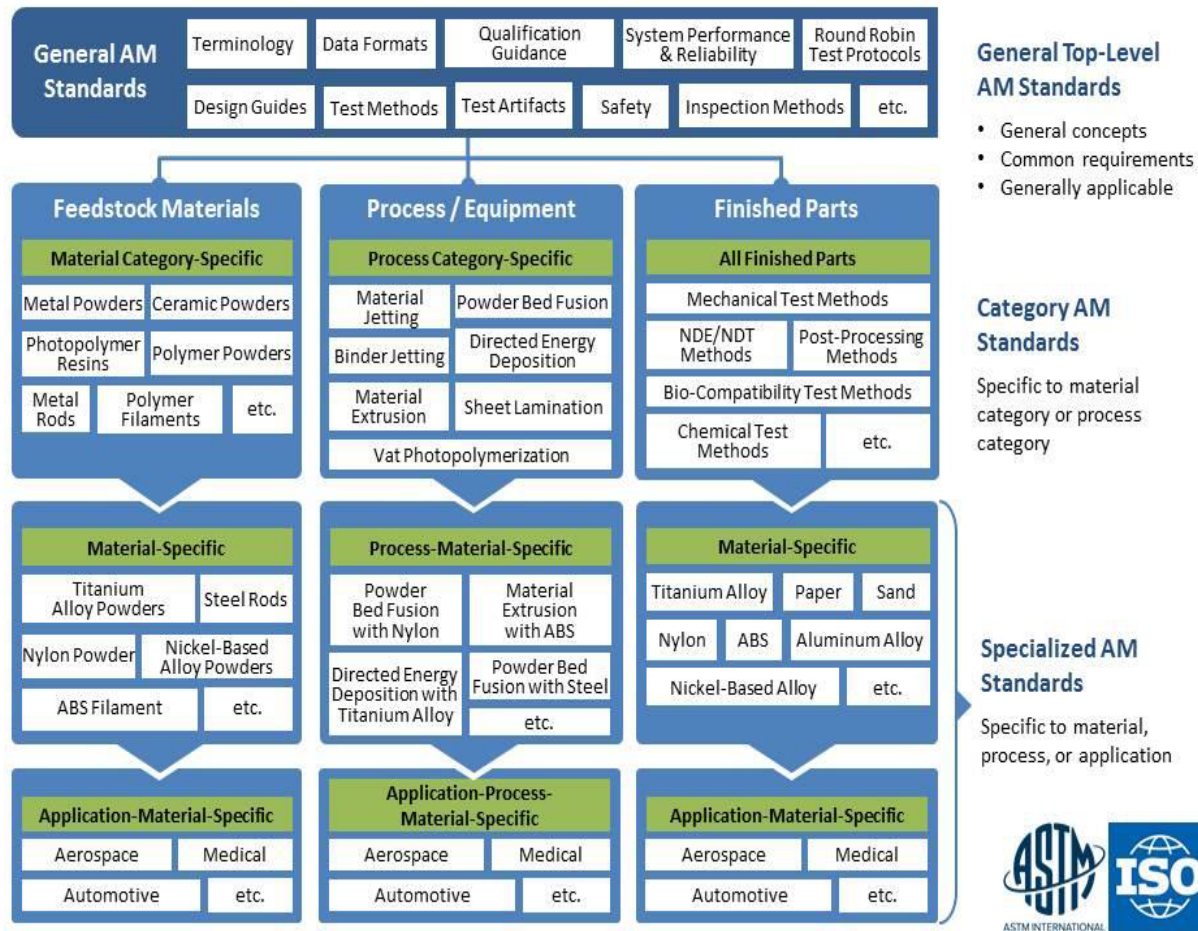 General AM
Standards
Terminology
Data Formats
Qualification
Guidance
System Performance
& Reliability
Round Robin
Test Protocols
Design Guides
Test Methods
Test Artifacts
Safety
Inspection Methods
etc.
General Top-Level
AM Standards
• General concepts
• Common requirements
• Generally applicable
Feedstock Materials
Material Category-Specific
Metal Powders
Ceramic Powders
Photopolymer
Resins
Polymer Powders
Metal
Rods
Polymer
Filaments
etc.
Process / Equipment
Process Category-Specific
Material
Jetting
Powder Bed Fusion
Binder Jetting
Directed Energy
Deposition
Material
Extrusion
Sheet Lamination
Vat Photopolymerization
Finished Parts
All Finished Parts
Mechanical Test Methods
NDE/NDT
Methods
Post-Processing
Methods
Bio-Compatibility Test Methods
Chemical Test
Methods
etc.
Category AM
Standards
Specific to material
category or process
category
Material-Specific
Titanium
Alloy Powders
Steel Rods
Nylon Powder
Nickel-Based
Alloy Powders
ABS Filament
etc.
Process-Material-Specific
Powder
Bed Fusion
with Nylon
Material
Extrusion
with ABS
Directed Energy
Deposition with
Titanium Alloy
Powder Bed
Fusion with Steel
etc.
Material-Specific
Titanium Alloy
Paper
Sand
Nylon
ABS
Aluminum Alloy
Nickel-Based Alloy
etc.
Specialized AM
Standards
Specific to material,
process, or application
Application-Material-Specific
Aerospace
Medical
Automotive
etc.
Application-Process-
Material-Specific
Aerospace
Medical
Automotive
etc.
Application-Material-Specific
Aerospace
Medical
Automotive
etc.
ASTM
ASTM INTERNATIONAL
ISO